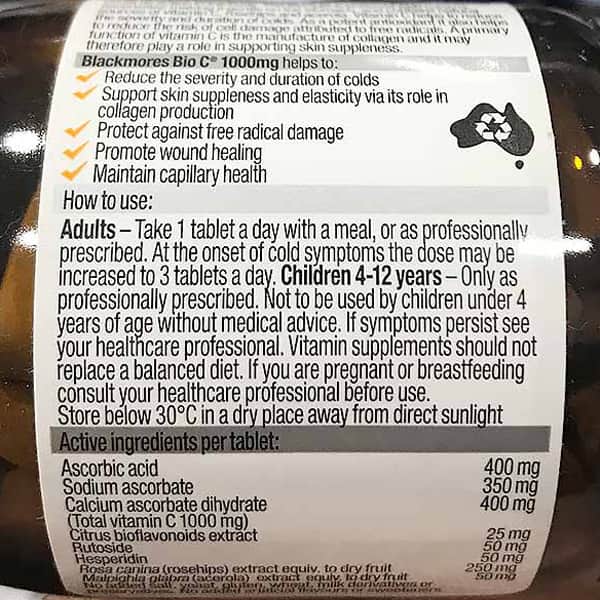 the severity and duration of colds. As a potent antioxidant it also helps
to reduce the risk of cell damage attributed to free radicals. A primary
function of vitamin C is the manufacture of collagen and it may
therefore play a role in supporting skin suppleness.
Blackmores Bio C® 1000mg helps to:
Reduce the severity and duration of colds
Support skin suppleness and elasticity via its role in
collagen production
Protect against free radical damage
Promote wound healing
Maintain capillary health
How to use:
Adults – Take 1 tablet a day with a meal, or as professionally
prescribed. At the onset of cold symptoms the dose may be
increased to 3 tablets a day. Children 4-12 years – Only as
professionally prescribed. Not to be used by children under 4
years of age without medical advice. If symptoms persist see
your healthcare professional. Vitamin supplements should not
replace a balanced diet. If you are pregnant or breastfeeding
consult your healthcare professional before use.
Store below 30°C in a dry place away from direct sunlight
Active ingredients per tablet:
Ascorbic acid 400 mg
Sodium ascorbate 350 mg
Calcium ascorbate dihydrate 400 mg
(Total vitamin C 1000 mg)
Citrus bioflavonoids extract 25 mg
Rutoside 50 mg
Hesperidin 50 mg
Rosa canina (rosehips) extract equiv. to dry fruit 250 mg
Malpighia glabra (acerola) extract equiv. to dry fruit 50 mg
No added salt, yeast, gluten, wheat, milk derivatives or
preservatives. No added artificial flavours or sweeteners